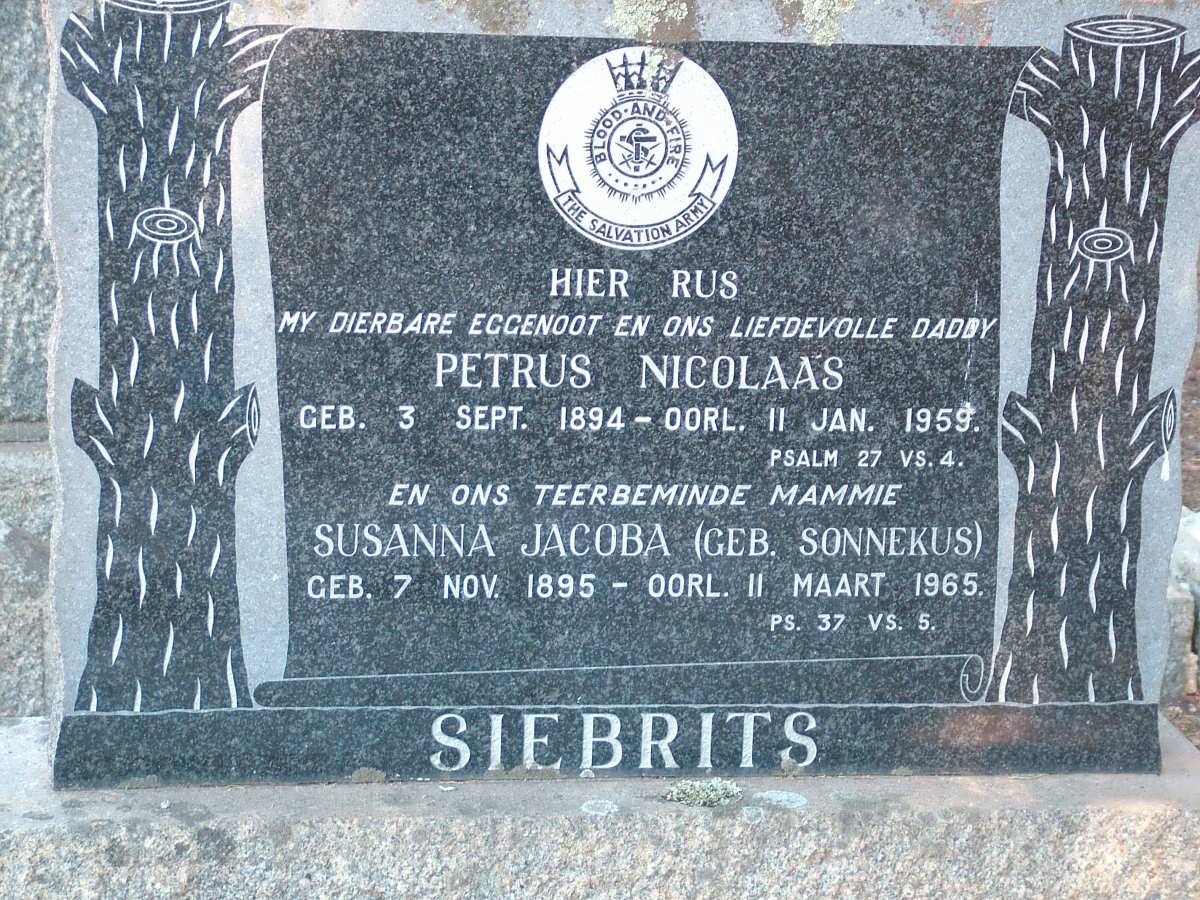 BLOOD AND FIRE
S
THE SALVATION ARMY
HIER RUS
MY DIERBARE EGGENOOT EN ONS LIEFDEVOLLE DADDY
PETRUS NICOLAAS
GEB. 3 SEPT. 1894 - OORL. 11 JAN. 1959.
PSALM 27 VS. 4.
EN ONS TEERBEMINDE MAMMIE
SUSANNA JACOBA (GEB. SONNEKUS)
GEB. 7 NOV. 1895 - OORL. 11 MAART 1965.
PS. 37 VS. 5.
SIEBRITS